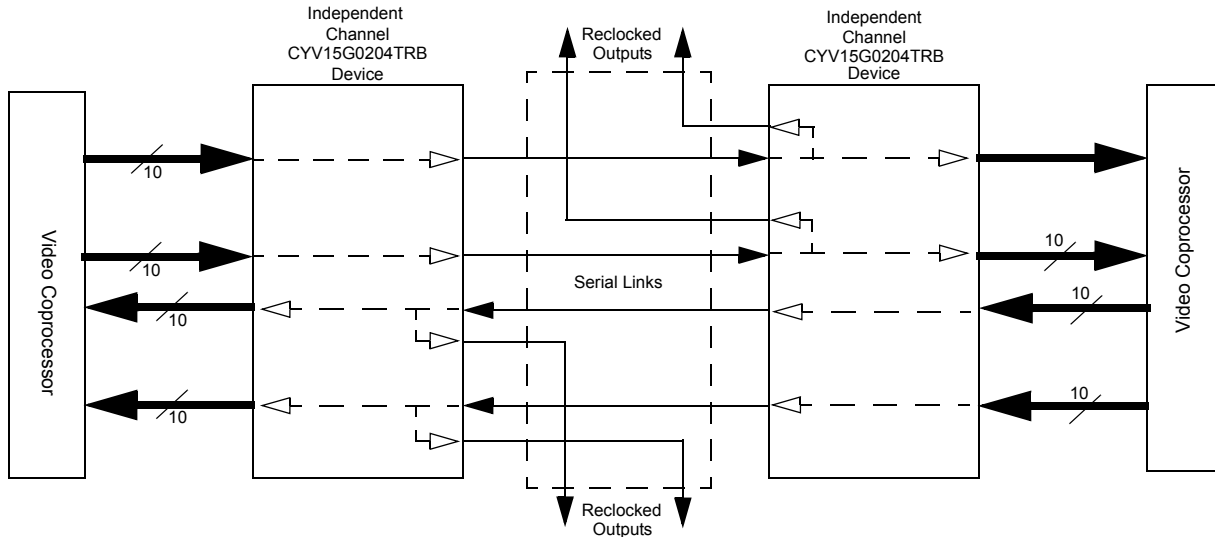 Independent
Channel
CYV15G0204TRB
Device
Reclocked
Outputs
Independent
Channel
CYV15G0204TRB
Device
10
10
10
10
10
10
10
Serial Links
Video Coprocessor
Video Coprocessor
Reclocked
Outputs